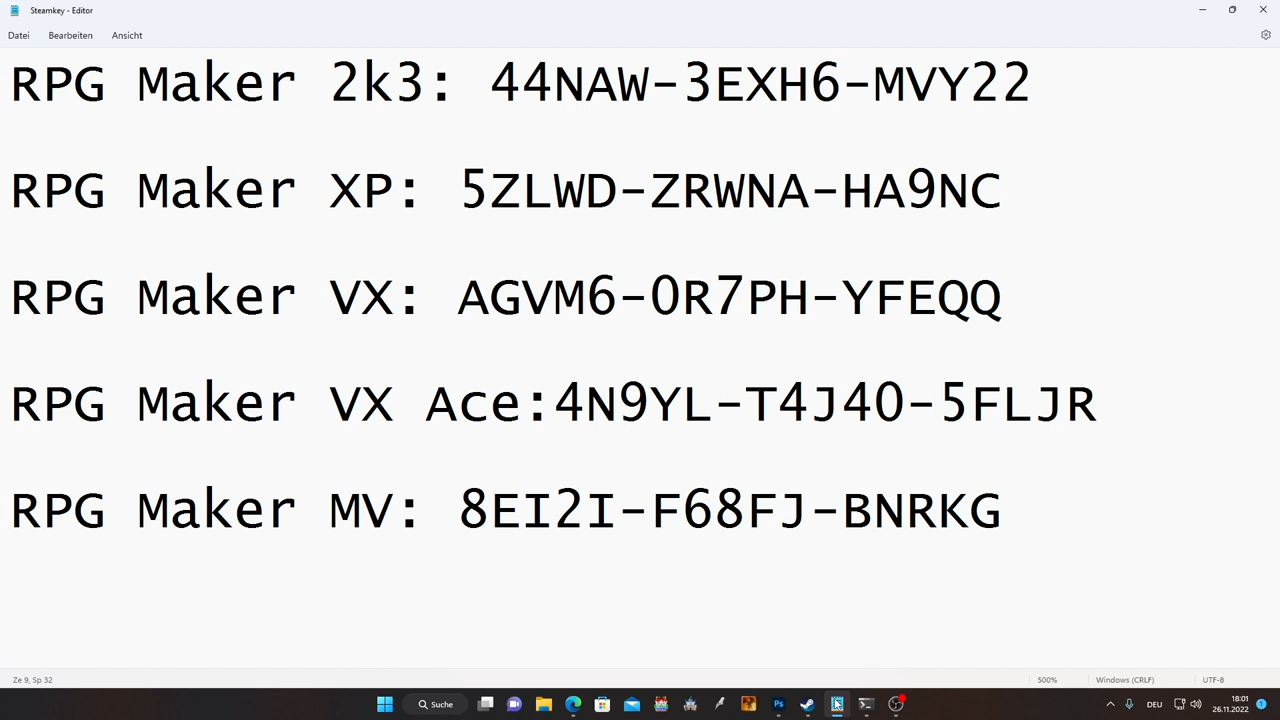 Steamkey - Editor
Datei Bearbeiten Ansicht
RPG Maker 2k3: 44NAW-3EXH6-MVY22
RPG Maker XP: 5ZLWD-ZRWNA-HA9NC
RPG Maker VX: AGVM6-0R7PH-YFEQQ
RPG Maker VX Ace:4N9YL-T4J40-5FLJR
RPG Maker MV: 8EI2I-F68FJ-BNRKG
Ze 9, Sp 32 500% Windows (CRLF) UTF-8
Suche DEU 18:01
26.11.2022